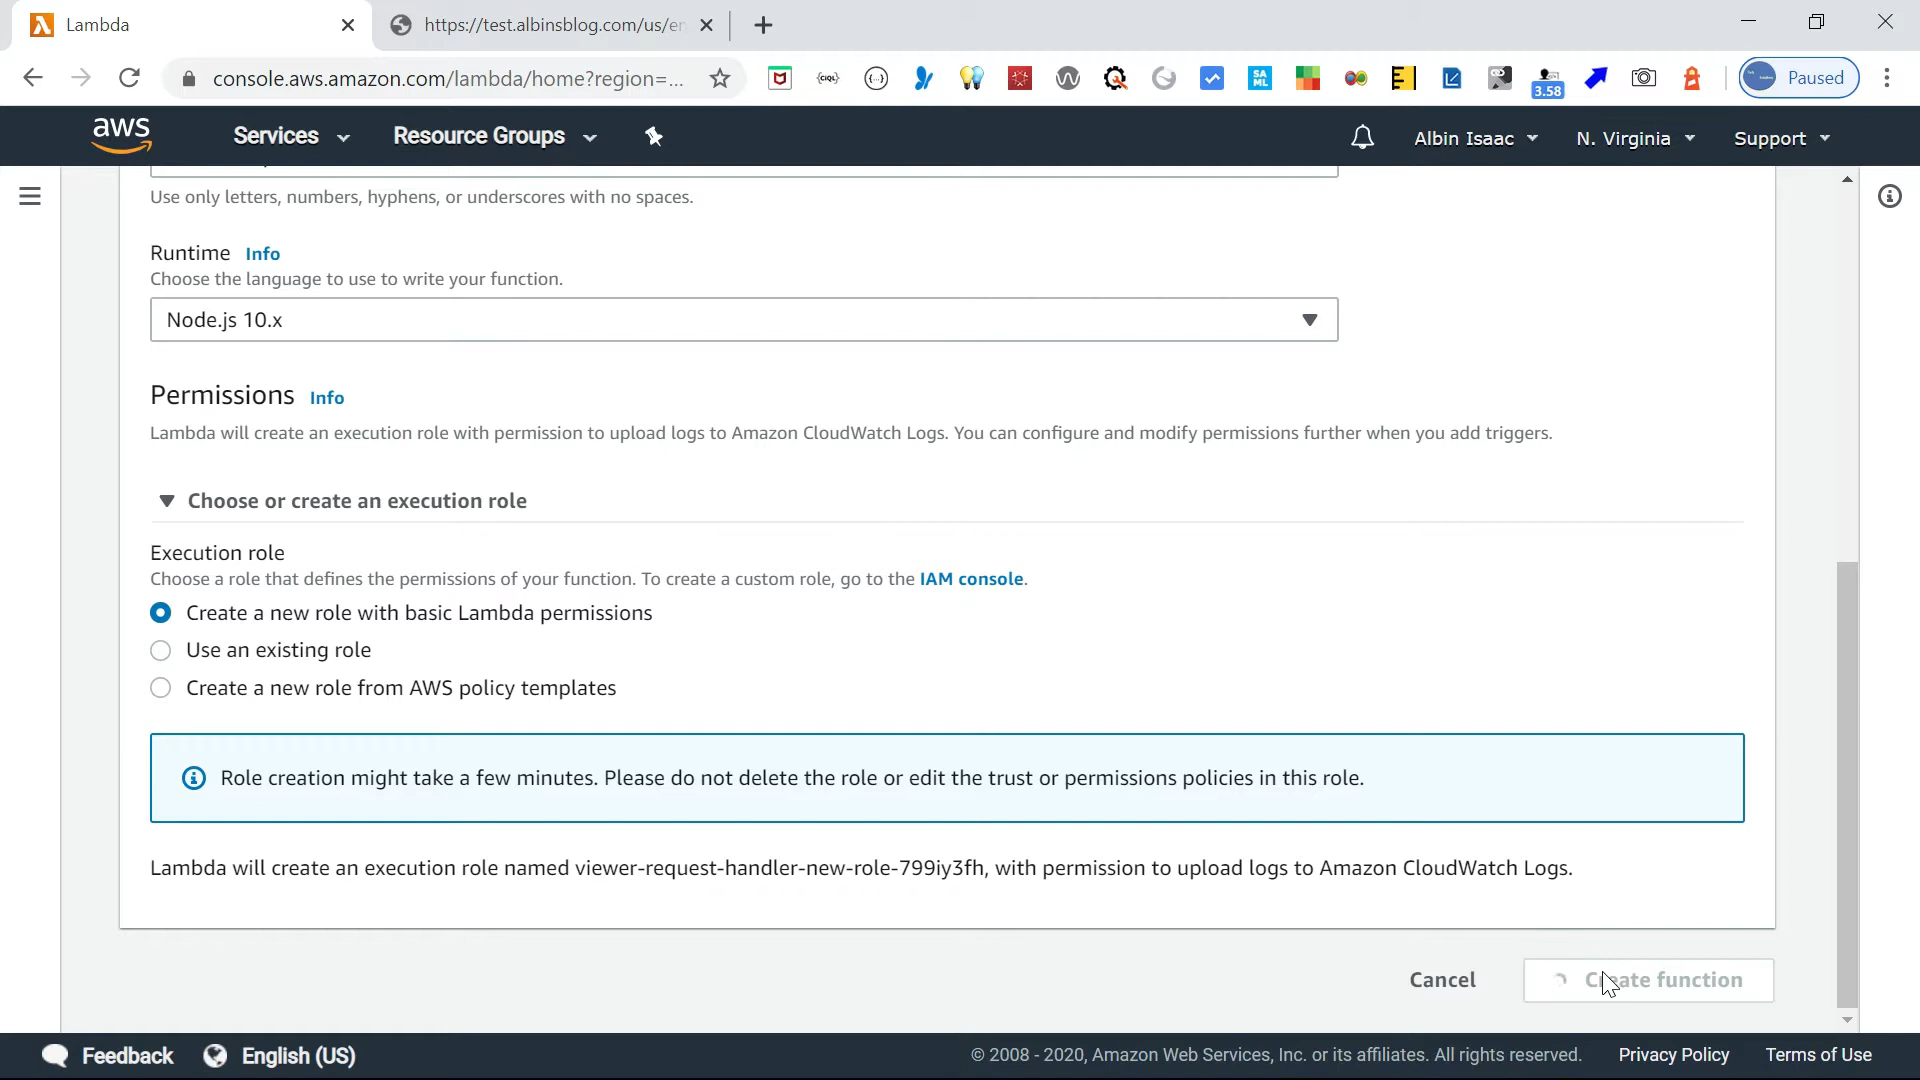 Lambda
https://test.albinsblog.com/us/en
console.aws.amazon.com/lambda/home?region=...
{CIQL}
{...}
SA
ML
3.58
Paused
aws
Services
Resource Groups
Albin Isaac
N. Virginia
Support
Use only letters, numbers, hyphens, or underscores with no spaces.
Runtime Info
Choose the language to use to write your function.
Node.js 10.x
Permissions Info
Lambda will create an execution role with permission to upload logs to Amazon CloudWatch Logs. You can configure and modify permissions further when you add triggers.
Choose or create an execution role
Execution role
Choose a role that defines the permissions of your function. To create a custom role, go to the IAM console.
Create a new role with basic Lambda permissions
Use an existing role
Create a new role from AWS policy templates
Role creation might take a few minutes. Please do not delete the role or edit the trust or permissions policies in this role.
Lambda will create an execution role named viewer-request-handler-new-role-799iy3fh, with permission to upload logs to Amazon CloudWatch Logs.
Cancel
Create function
Feedback
English (US)
© 2008 - 2020, Amazon Web Services, Inc. or its affiliates. All rights reserved.
Privacy Policy
Terms of Use